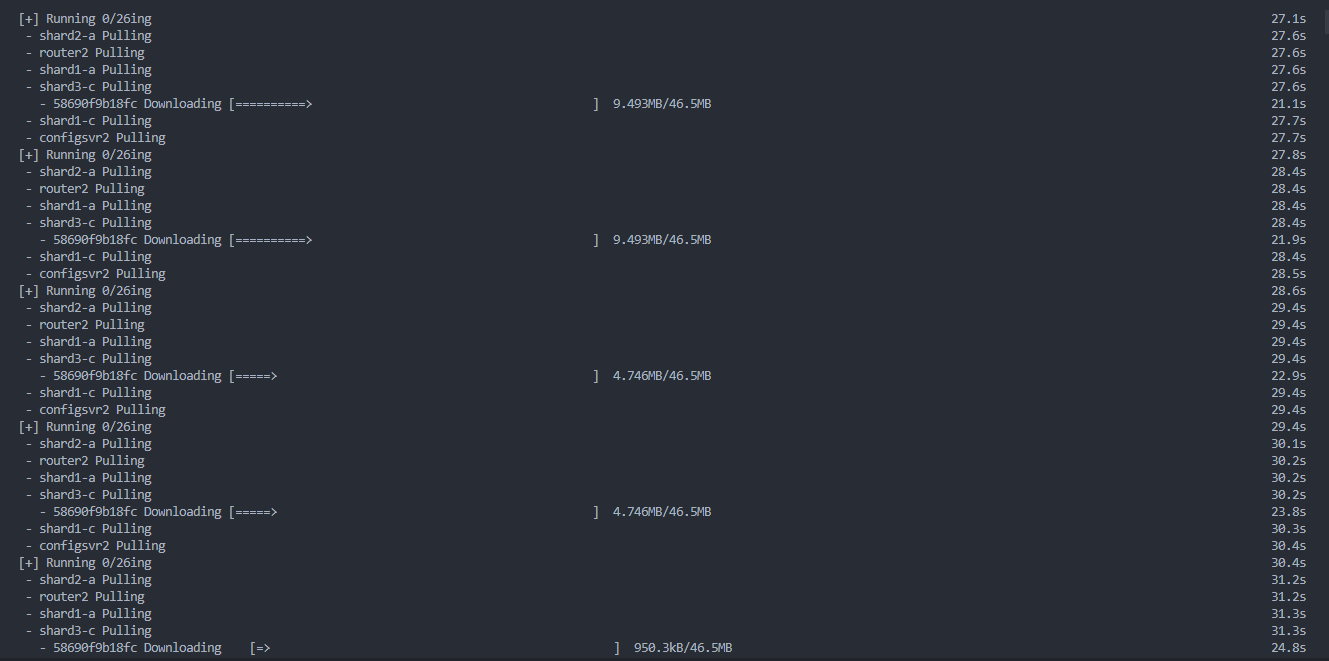 [+] Running 0/26ing 27.1s
- shard2-a Pulling 27.6s
- router2 Pulling 27.6s
- shard1-a Pulling 27.6s
- shard3-c Pulling 27.6s
- 58690f9b18fc Downloading [==========> ] 9.493MB/46.5MB 21.1s
- shard1-c Pulling 27.7s
- configsvr2 Pulling 27.7s
[+] Running 0/26ing 27.8s
- shard2-a Pulling 28.4s
- router2 Pulling 28.4s
- shard1-a Pulling 28.4s
- shard3-c Pulling 28.4s
- 58690f9b18fc Downloading [==========> ] 9.493MB/46.5MB 21.9s
- shard1-c Pulling 28.4s
- configsvr2 Pulling 28.5s
[+] Running 0/26ing 28.6s
- shard2-a Pulling 29.4s
- router2 Pulling 29.4s
- shard1-a Pulling 29.4s
- shard3-c Pulling 29.4s
- 58690f9b18fc Downloading [=====> ] 4.746MB/46.5MB 22.9s
- shard1-c Pulling 29.4s
- configsvr2 Pulling 29.4s
[+] Running 0/26ing 29.4s
- shard2-a Pulling 30.1s
- router2 Pulling 30.2s
- shard1-a Pulling 30.2s
- shard3-c Pulling 30.2s
- 58690f9b18fc Downloading [=====> ] 4.746MB/46.5MB 23.8s
- shard1-c Pulling 30.3s
- configsvr2 Pulling 30.4s
[+] Running 0/26ing 30.4s
- shard2-a Pulling 31.2s
- router2 Pulling 31.2s
- shard1-a Pulling 31.3s
- shard3-c Pulling 31.3s
- 58690f9b18fc Downloading [=> ] 950.3kB/46.5MB 24.8s